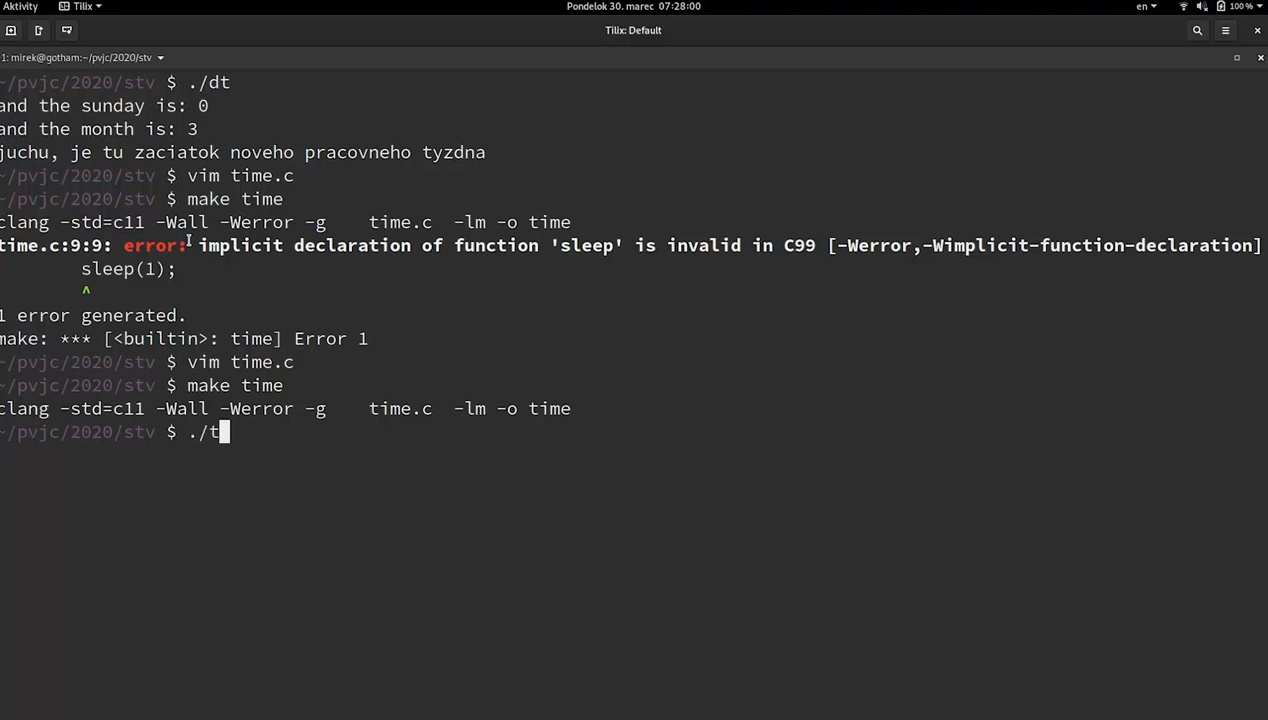 Aktivity Tilix Pondelok 30. marec 07:28:00 en 100 %
Tilix: Default
1: mirek@gotham:~/pvjc/2020/stv
~/pvjc/2020/stv $ ./dt
and the sunday is: 0
and the month is: 3
juchu, je tu zaciatok noveho pracovneho tyzdna
~/pvjc/2020/stv $ vim time.c
~/pvjc/2020/stv $ make time
clang -std=c11 -Wall -Werror -g    time.c  -lm -o time
time.c:9:9: error: implicit declaration of function 'sleep' is invalid in C99 [-Werror,-Wimplicit-function-declaration]
        sleep(1);
        ^
1 error generated.
make: *** [<builtin>: time] Error 1
~/pvjc/2020/stv $ vim time.c
~/pvjc/2020/stv $ make time
clang -std=c11 -Wall -Werror -g    time.c  -lm -o time
~/pvjc/2020/stv $ ./t